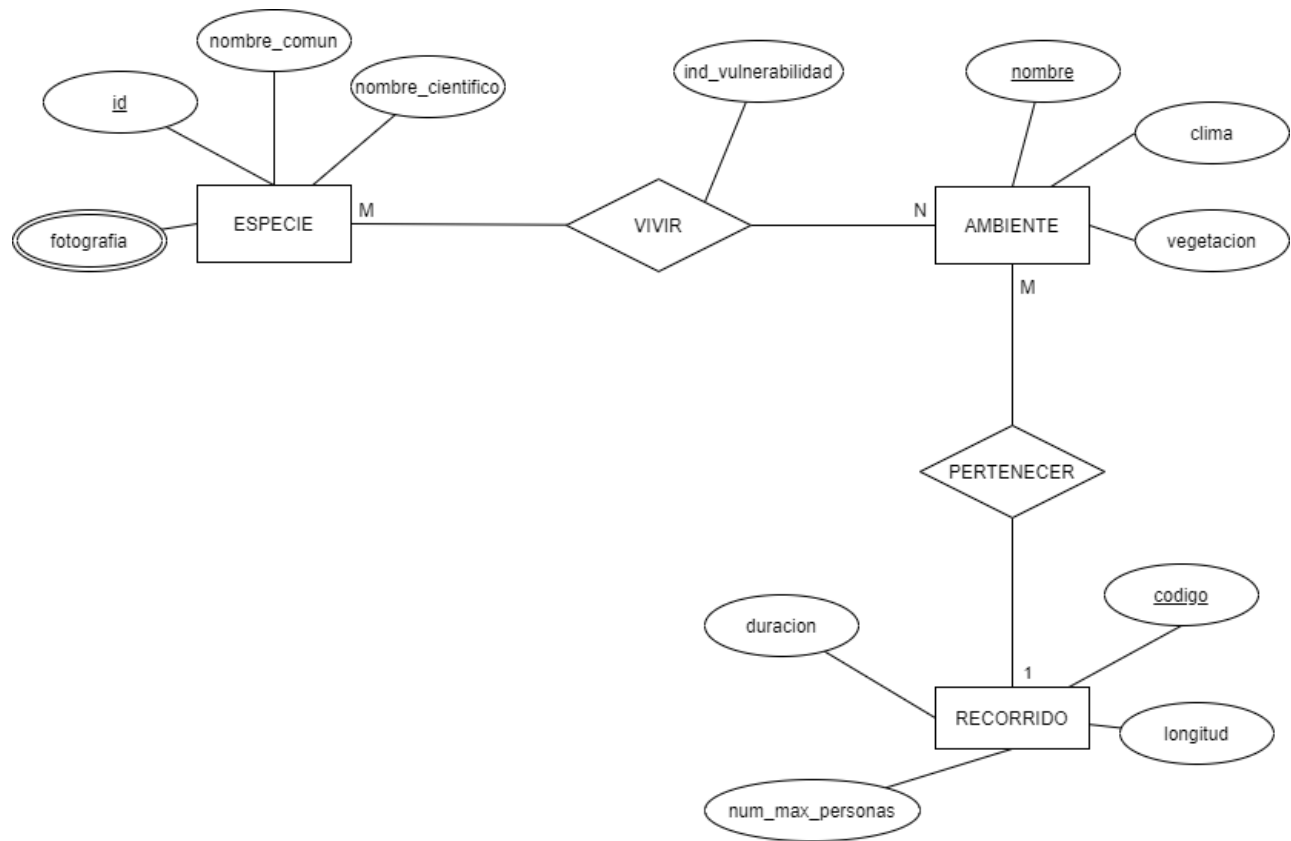 nombre_comun
ind_vulnerabilidad
nombre
id
nombre_cientifico
clima
fotografia
ESPECIE
M
VIVIR
N
AMBIENTE
vegetacion
M
PERTENECER
codigo
duracion
1
RECORRIDO
longitud
num_max_personas